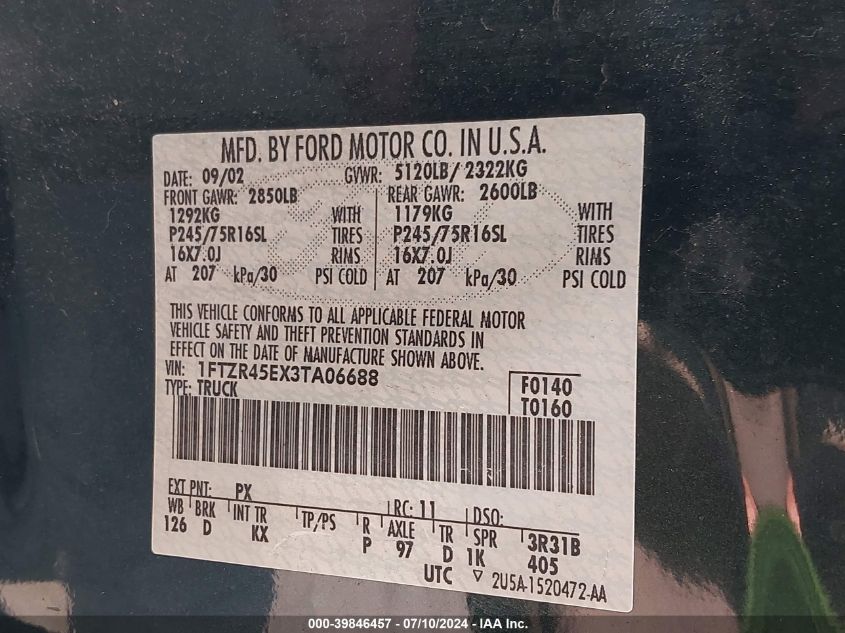 MFD. BY FORD MOTOR CO. IN U.S.A.
DATE: 09/02 GVWR: 5120LB/ 2322KG
FRONT GAWR: 2850LB REAR GAWR: 2600LB
1292KG WITH 1179KG WITH
P245/75R16SL TIRES P245/75R16SL TIRES
16X7.0J RIMS 16X7.0J RIMS
AT 207 kPa/30 PSI COLD AT 207 kPa/30 PSI COLD
THIS VEHICLE CONFORMS TO ALL APPLICABLE FEDERAL MOTOR
VEHICLE SAFETY AND THEFT PREVENTION STANDARDS IN
EFFECT ON THE DATE OF MANUFACTURE SHOWN ABOVE.
VIN: 1FTZR45EX3TA06688
TYPE: TRUCK
F0140
T0160
EXT PNT: PX RC: 11 DSO:
WB BRK INT TR TP/PS R AXLE TR SPR 3R31B
126 D KX P 97 D 1K 405
UTC ▽ 2U5A-1520472-AA
000-39846457 - 07/10/2024 - IAA Inc.